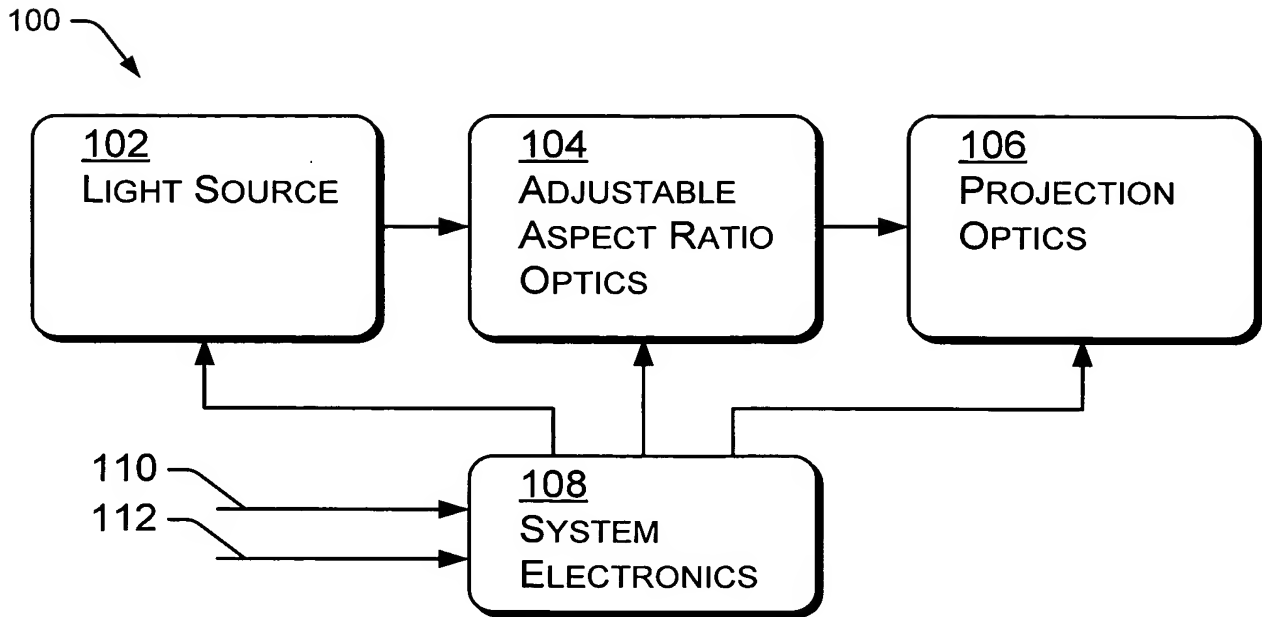 100
102
LIGHT SOURCE
104
ADJUSTABLE
ASPECT RATIO
OPTICS
106
PROJECTION
OPTICS
110
112
108
SYSTEM
ELECTRONICS